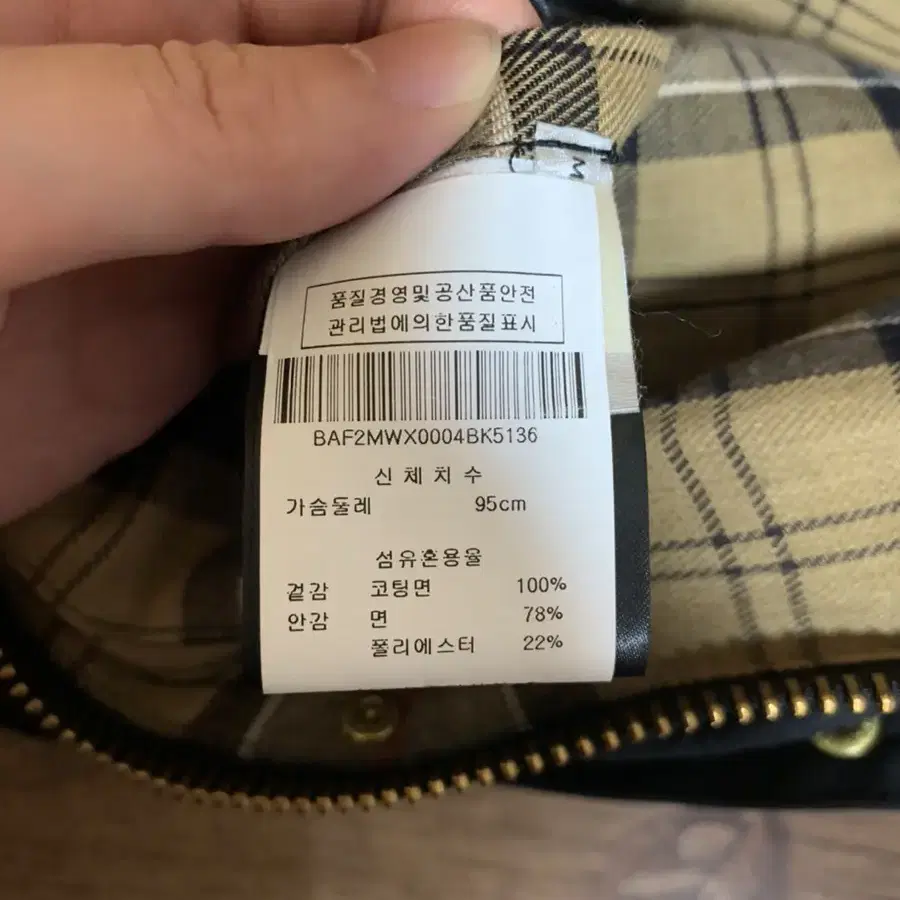 M
품질경영및공산품안전
관리법에의한품질표시
BAF2MWX0004BK5136
신체치수
가슴둘레 95cm
섬유혼용율
겉감 코팅면 100%
안감 면 78%
폴리에스터 22%